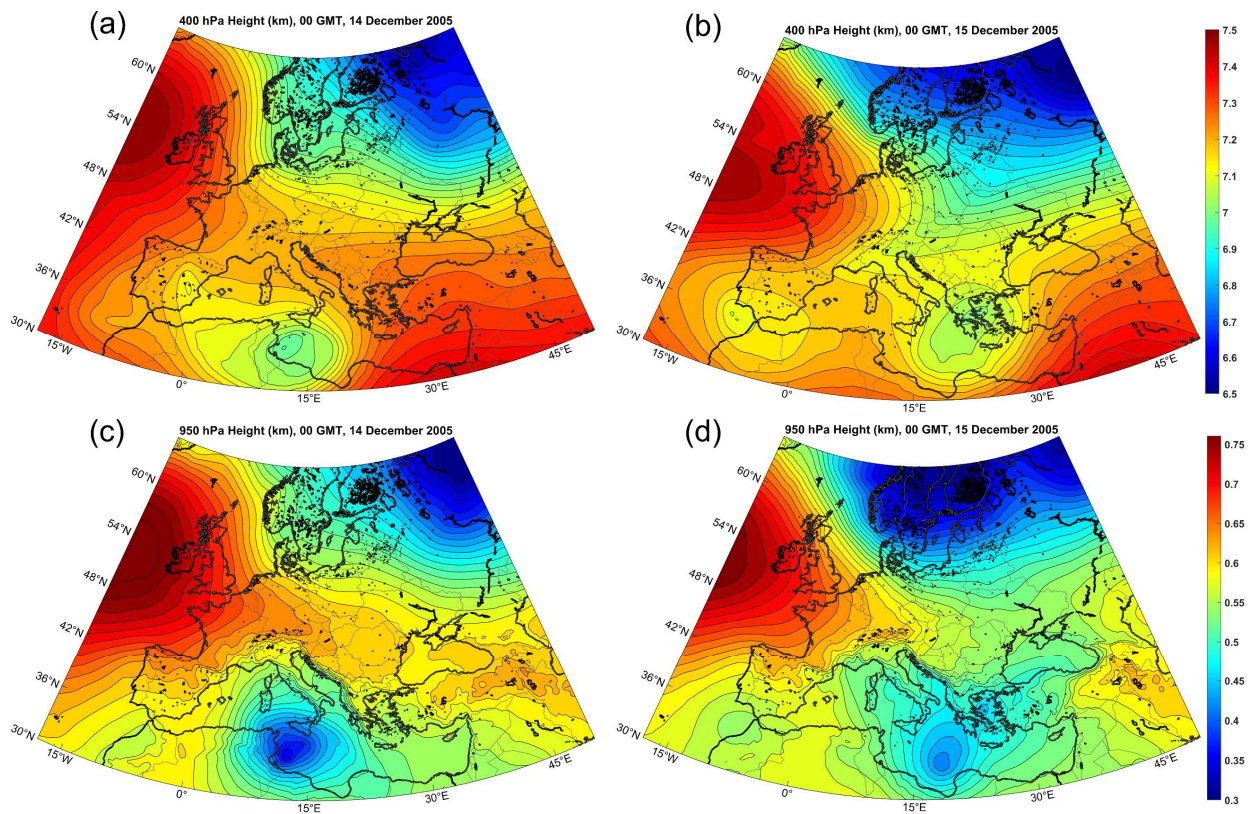 (a)
400 hPa Height (km), 00 GMT, 14 December 2005
60°N
54°N
48°N
42°N
36°N
30°N
15°W
0°
15°E
30°E
45°E
(b)
400 hPa Height (km), 00 GMT, 15 December 2005
60°N
54°N
48°N
42°N
36°N
30°N
15°W
0°
15°E
30°E
45°E
7.5
7.4
7.3
7.2
7.1
7
6.9
6.8
6.7
6.6
6.5
(c)
950 hPa Height (km), 00 GMT, 14 December 2005
60°N
54°N
48°N
42°N
36°N
30°N
15°W
0°
15°E
30°E
45°E
(d)
950 hPa Height (km), 00 GMT, 15 December 2005
60°N
54°N
48°N
42°N
36°N
30°N
15°W
0°
15°E
30°E
45°E
0.75
0.7
0.65
0.6
0.55
0.5
0.45
0.4
0.35
0.3